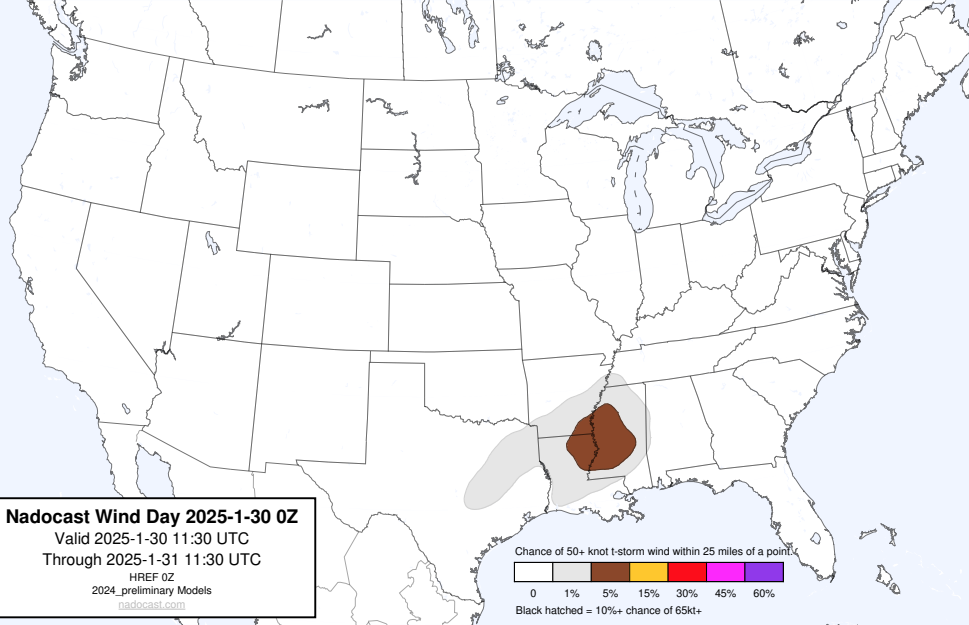 Nadocast Wind Day 2025-1-30 0Z
Valid 2025-1-30 11:30 UTC
Through 2025-1-31 11:30 UTC
HREF 0Z
2024_preliminary Models
nadocast.com
Chance of 50+ knot t-storm wind within 25 miles of a point.
0 1% 5% 15% 30% 45% 60%
Black hatched = 10%+ chance of 65kt+